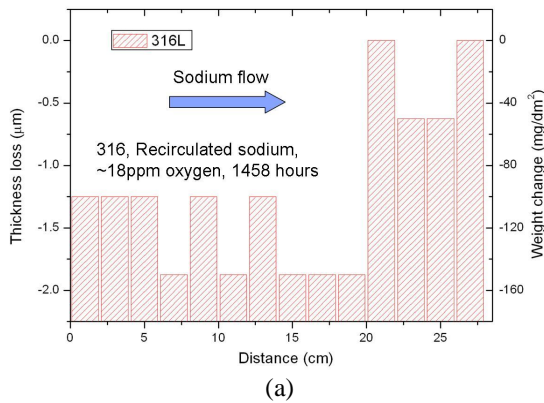 316L
Sodium flow
316, Recirculated sodium,
~18ppm oxygen, 1458 hours
Thickness loss (μm)
0.0
-0.5
-1.0
-1.5
-2.0
Weight change (mg/dm²)
0
-40
-80
-120
-160
0 5 10 15 20 25
Distance (cm)
(a)